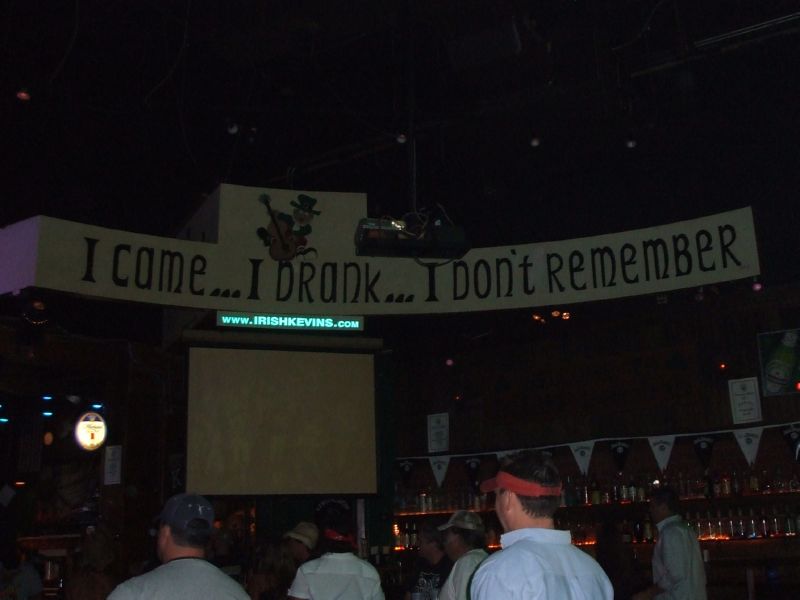 I came... I Drank... I Don't Remember
www.IRISHKEVINS.COM